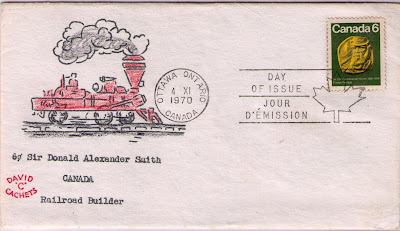 Canada 6
OTTAWA ONTARIO
4 XI
1970
CANADA
DAY
OF ISSUE
JOUR
D'ÉMISSION
6¢ Sir Donald Alexander Smith
CANADA
Railroad Builder
DAVID
"C"
CACHETS